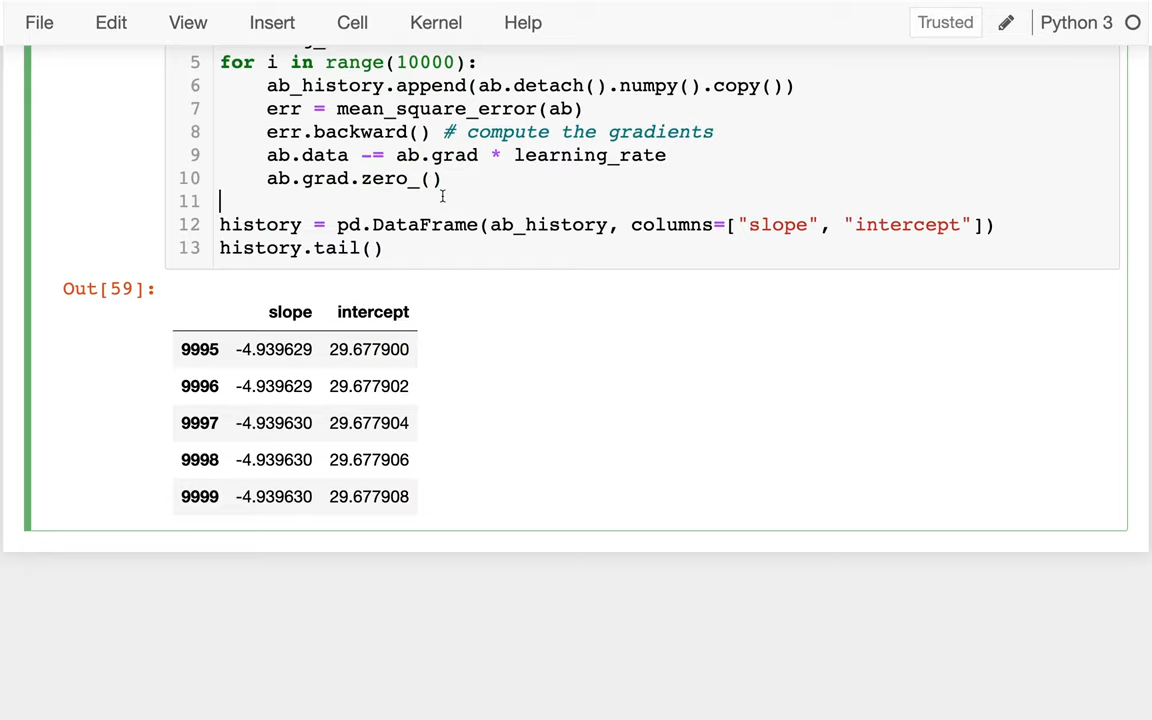 File Edit View Insert Cell Kernel Help Trusted Python 3
5 for i in range(10000):
6 ab_history.append(ab.detach().numpy().copy())
7 err = mean_square_error(ab)
8 err.backward() # compute the gradients
9 ab.data -= ab.grad * learning_rate
10 ab.grad.zero_()
11
12 history = pd.DataFrame(ab_history, columns=["slope", "intercept"])
13 history.tail()
Out[59]:
slope intercept
9995 -4.939629 29.677900
9996 -4.939629 29.677902
9997 -4.939630 29.677904
9998 -4.939630 29.677906
9999 -4.939630 29.677908